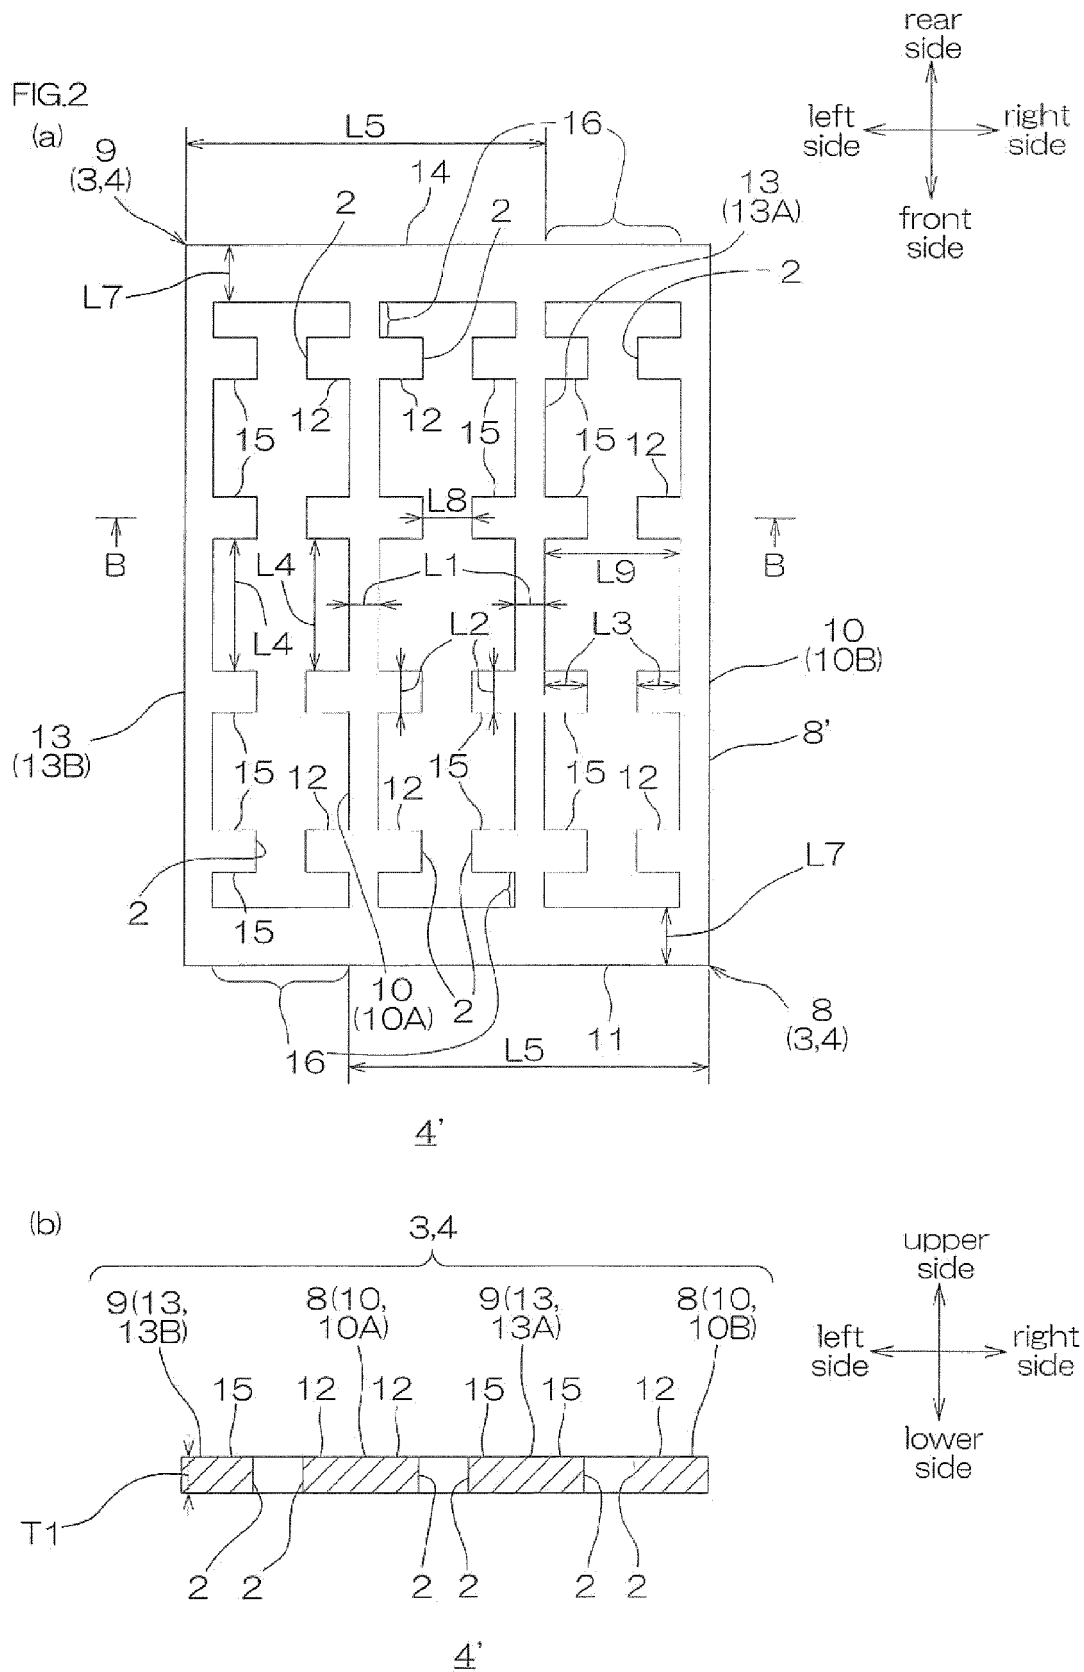 rear
side
FIG.2
left
side
right
side
front
side
(a)
L5
16
9
(3,4)
14
13
(13A)
2
2
2
L7
15
12
12
15
15
12
L8
B
B
L4
L1
L9
L4
L2
L3
10
(10B)
13
(13B)
8'
15
12
12
15
15
12
L7
2
15
10
(10A)
2
11
8
(3,4)
16
L5
4'
(b)
3,4
upper
side
9(13,
13B)
8(10,
10A)
9(13,
13A)
8(10,
10B)
left
side
right
side
15
12
12
15
15
12
lower
side
T1
2
2
2
2
2
2
4'